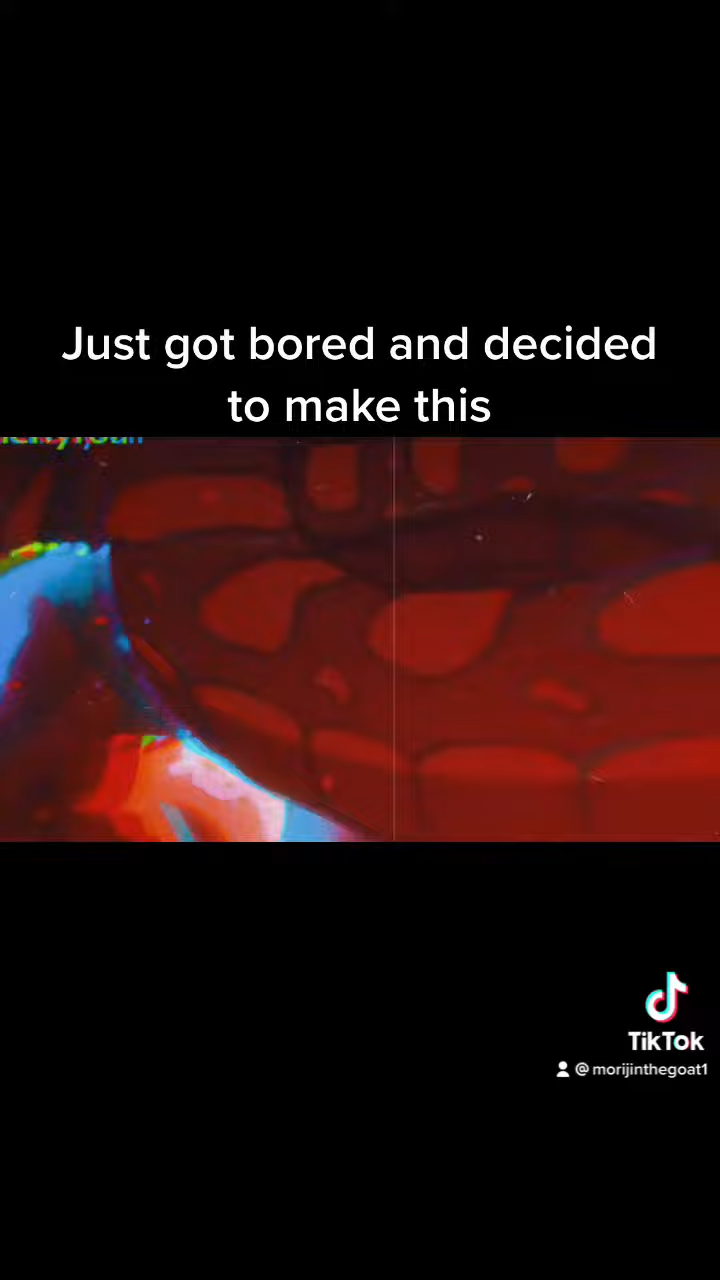 Just got bored and decided
to make this
TikTok
@morijinthegoat1